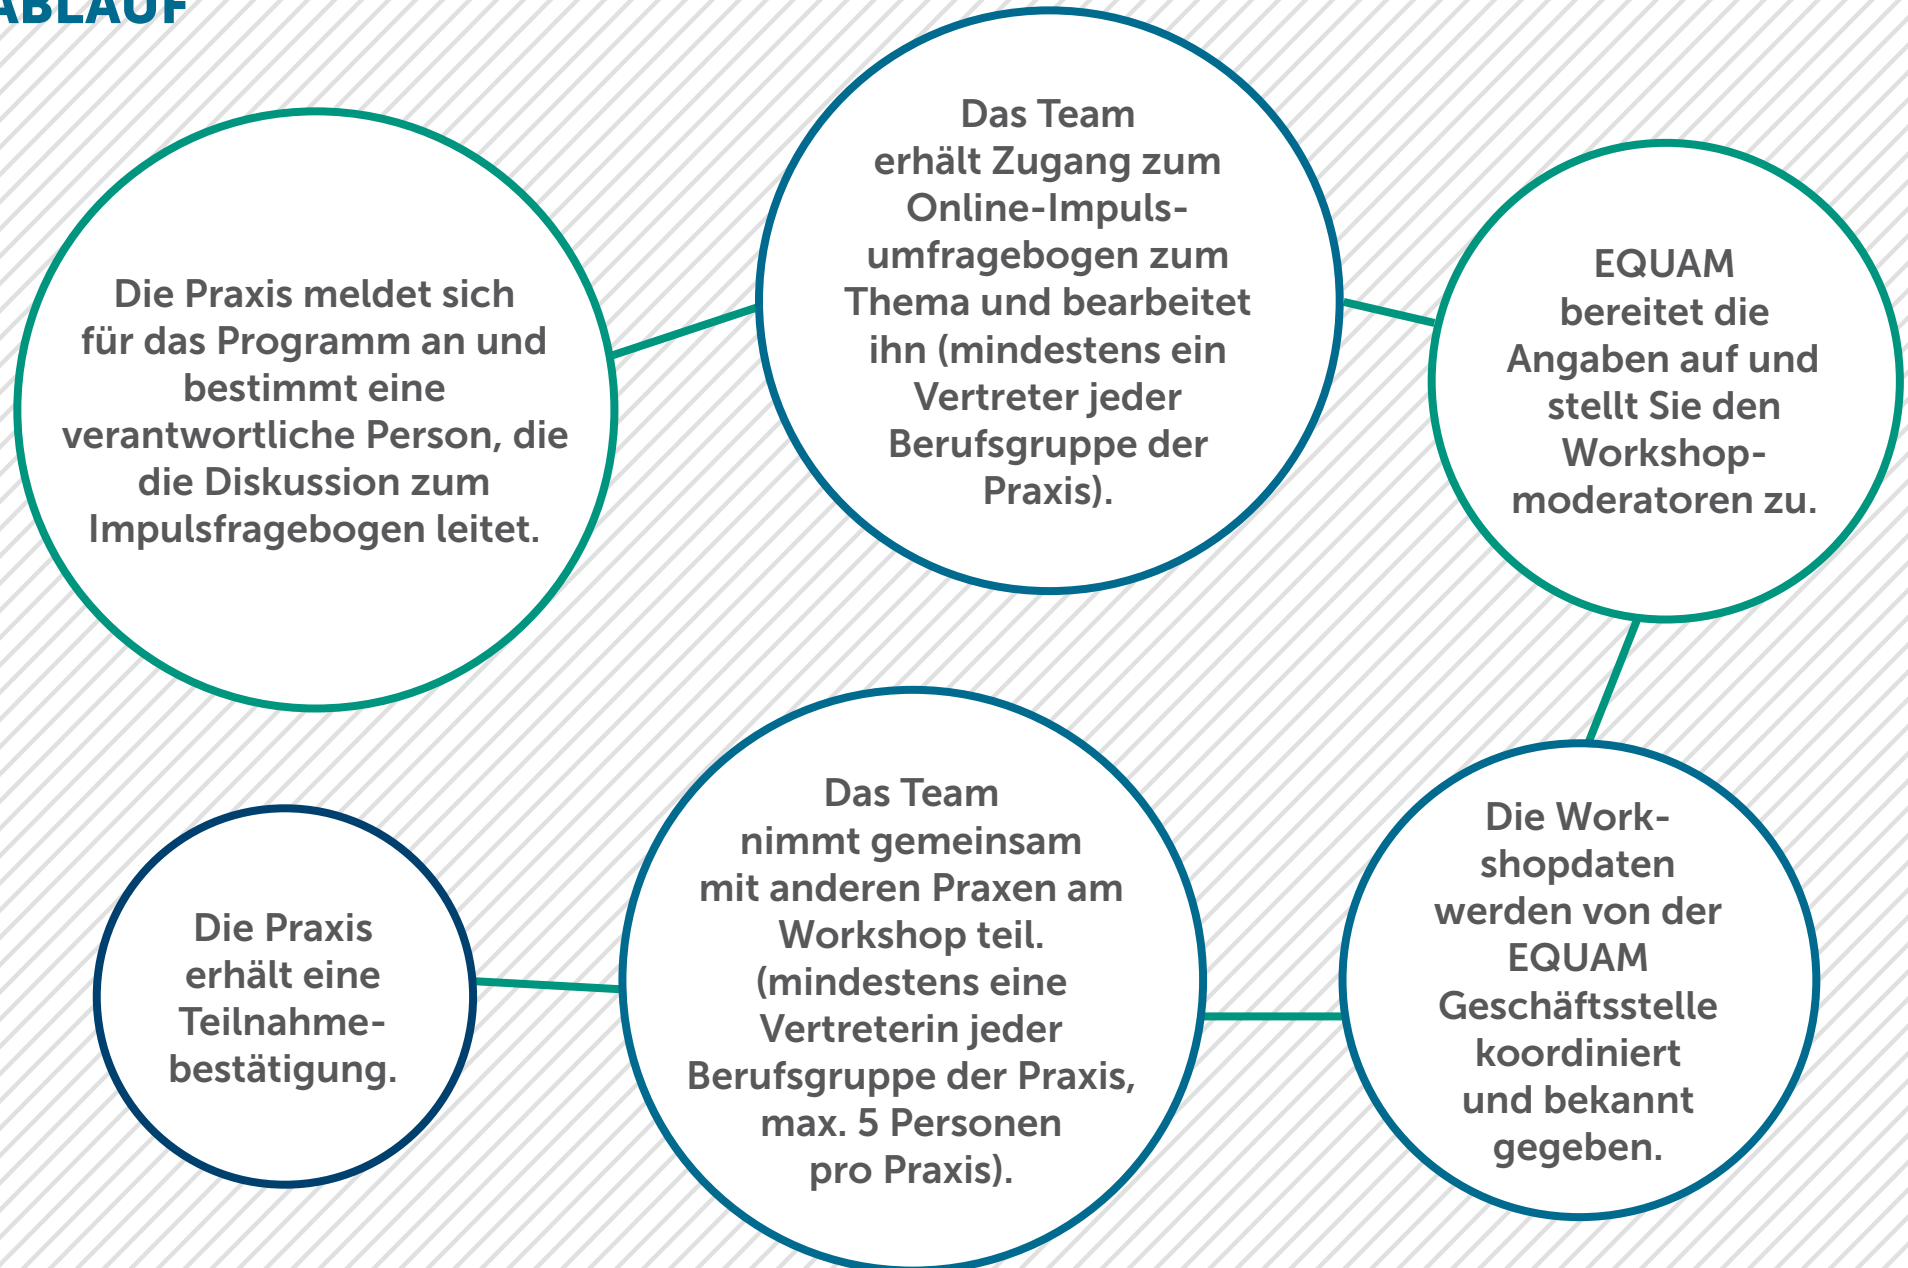 ABLAUF
Die Praxis meldet sich
für das Programm an und
bestimmt eine
verantwortliche Person, die
die Diskussion zum
Impulsfragebogen leitet.
Das Team
erhält Zugang zum
Online-Impuls-
umfragebogen zum
Thema und bearbeitet
ihn (mindestens ein
Vertreter jeder
Berufsgruppe der
Praxis).
EQUAM
bereitet die
Angaben auf und
stellt Sie den
Workshop-
moderatoren zu.
Die Work-
shopdaten
werden von der
EQUAM
Geschäftsstelle
koordiniert
und bekannt
gegeben.
Das Team
nimmt gemeinsam
mit anderen Praxen am
Workshop teil.
(mindestens eine
Vertreterin jeder
Berufsgruppe der Praxis,
max. 5 Personen
pro Praxis).
Die Praxis
erhält eine
Teilnahme-
bestätigung.